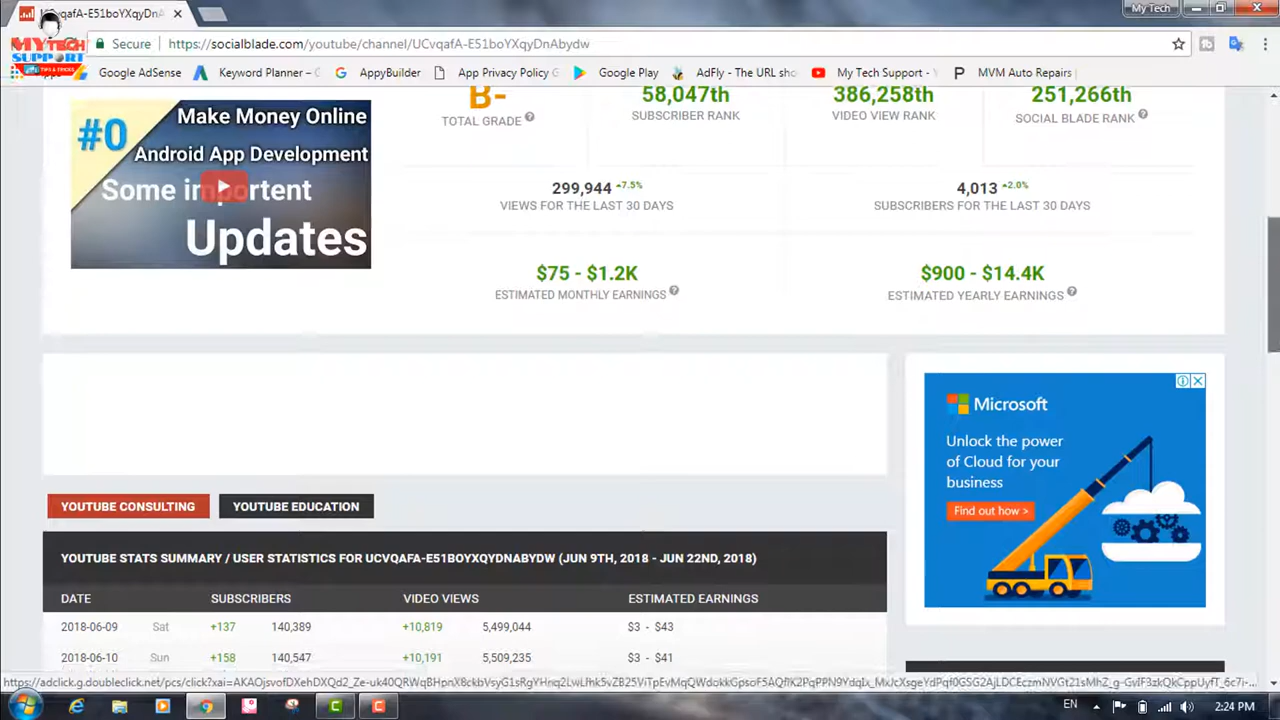 My Tech
MY TECH
SUPPORT
TIPS & TRICKS
Secure
https://socialblade.com/youtube/channel/UCvqafA-E51boYXqyDnAbydw
Google AdSense
Keyword Planner –
AppyBuilder
App Privacy Policy G
Google Play
AdFly - The URL sho
My Tech Support -
MVM Auto Repairs
#0
Make Money Online
Android App Development
Some importent
Updates
B-
TOTAL GRADE
58,047th
SUBSCRIBER RANK
386,258th
VIDEO VIEW RANK
251,266th
SOCIAL BLADE RANK
299,944 7.5%
VIEWS FOR THE LAST 30 DAYS
4,013 2.0%
SUBSCRIBERS FOR THE LAST 30 DAYS
$75 - $1.2K
ESTIMATED MONTHLY EARNINGS
$900 - $14.4K
ESTIMATED YEARLY EARNINGS
Microsoft
Unlock the power
of Cloud for your
business
Find out how >
YOUTUBE CONSULTING
YOUTUBE EDUCATION
YOUTUBE STATS SUMMARY / USER STATISTICS FOR UCVQAFA-E51BOYXQYDNABYDW (JUN 9TH, 2018 - JUN 22ND, 2018)
DATE SUBSCRIBERS VIDEO VIEWS ESTIMATED EARNINGS
2018-06-09 Sat +137 140,389 +10,819 5,499,044 $3 - $43
2018-06-10 Sun +158 140,547 +10,191 5,509,235 $3 - $41
EN
2:24 PM